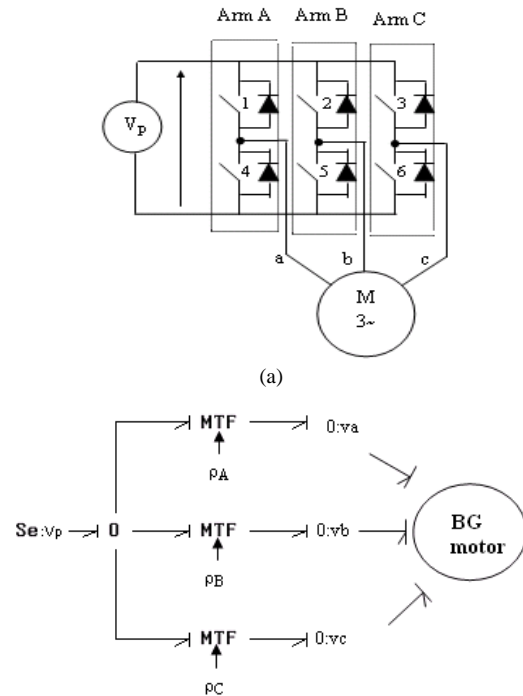 Arm A Arm B Arm C
Vp
1 2 3
4 5 6
a b c
M
3~
(a)
MTF 0:va
ρA
Se:Vp 0 MTF 0:vb BG
motor
ρB
MTF 0:vc
ρC